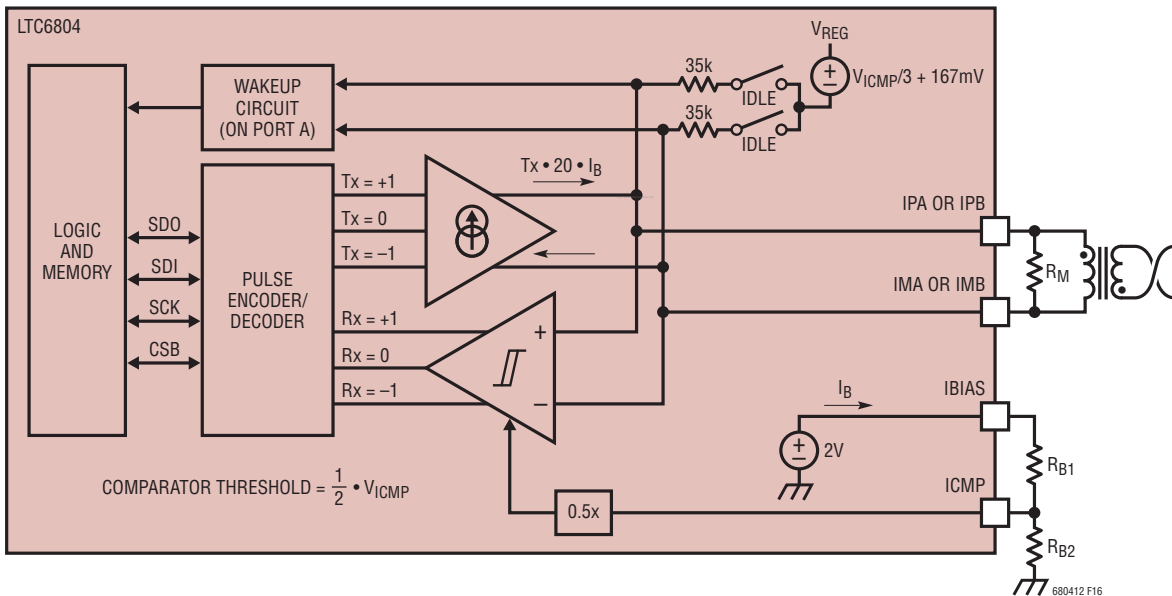 LTC6804
V_REG
V_ICMP/3 + 167mV
35k
IDLE
35k
IDLE
WAKEUP
CIRCUIT
(ON PORT A)
LOGIC
AND
MEMORY
SDO
SDI
SCK
CSB
PULSE
ENCODER/
DECODER
Tx = +1
Tx = 0
Tx = –1
Tx • 20 • I_B
Rx = +1
Rx = 0
Rx = –1
+
–
IPA OR IPB
IMA OR IMB
R_M
IBIAS
I_B
+
–
2V
ICMP
R_B1
R_B2
COMPARATOR THRESHOLD = 1/2 • V_ICMP
0.5x
680412 F16